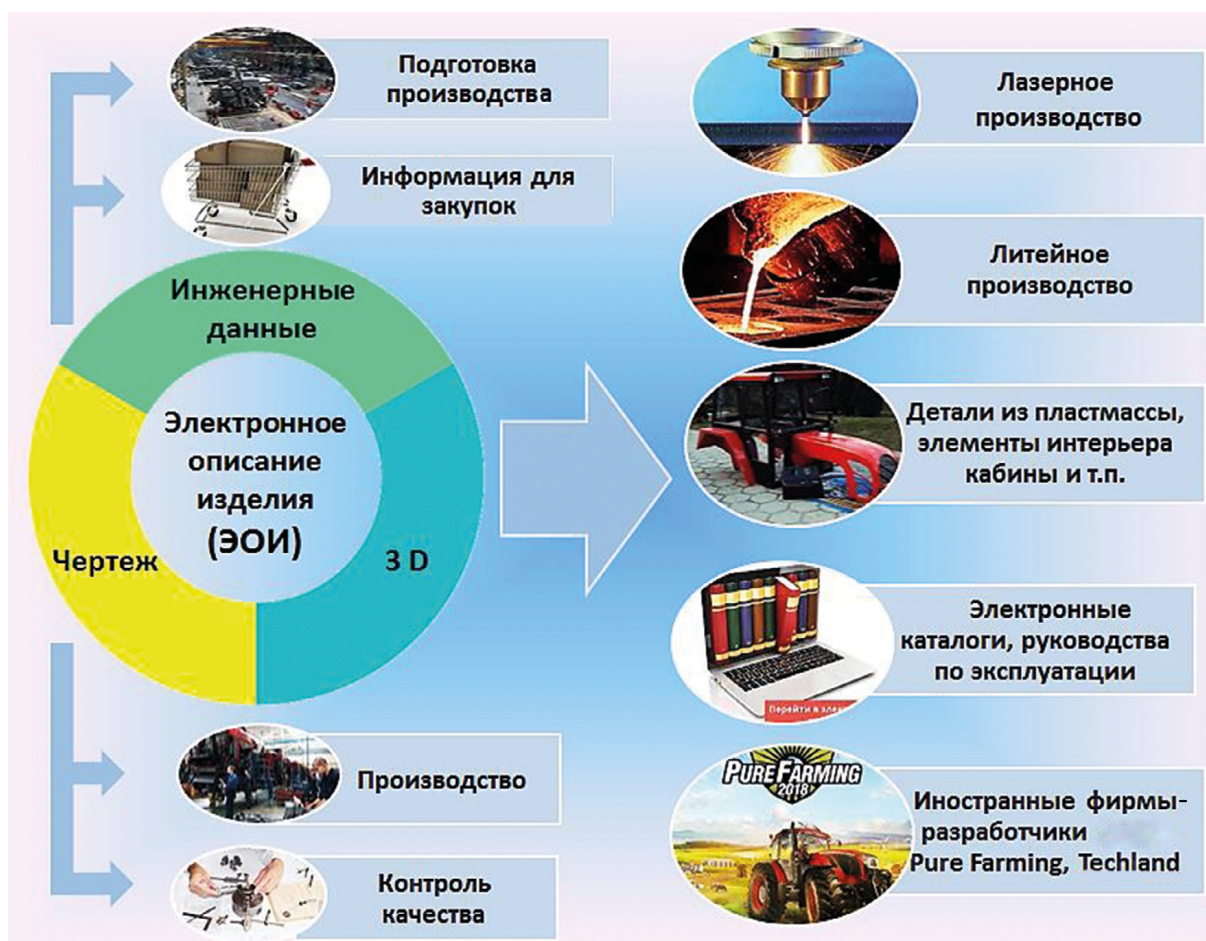 Подготовка
производства
Информация для
закупок
Инженерные
данные
Электронное
описание
изделия
(ЭОИ)
Чертеж
3 D
Производство
Контроль
качества
Лазерное
производство
Литейное
производство
Детали из пластмассы,
элементы интерьера
кабины и т.п.
Электронные
каталоги, руководства
по эксплуатации
Перейти в элек
PURE FARMING
2018
Иностранные фирмы-
разработчики
Pure Farming, Techland